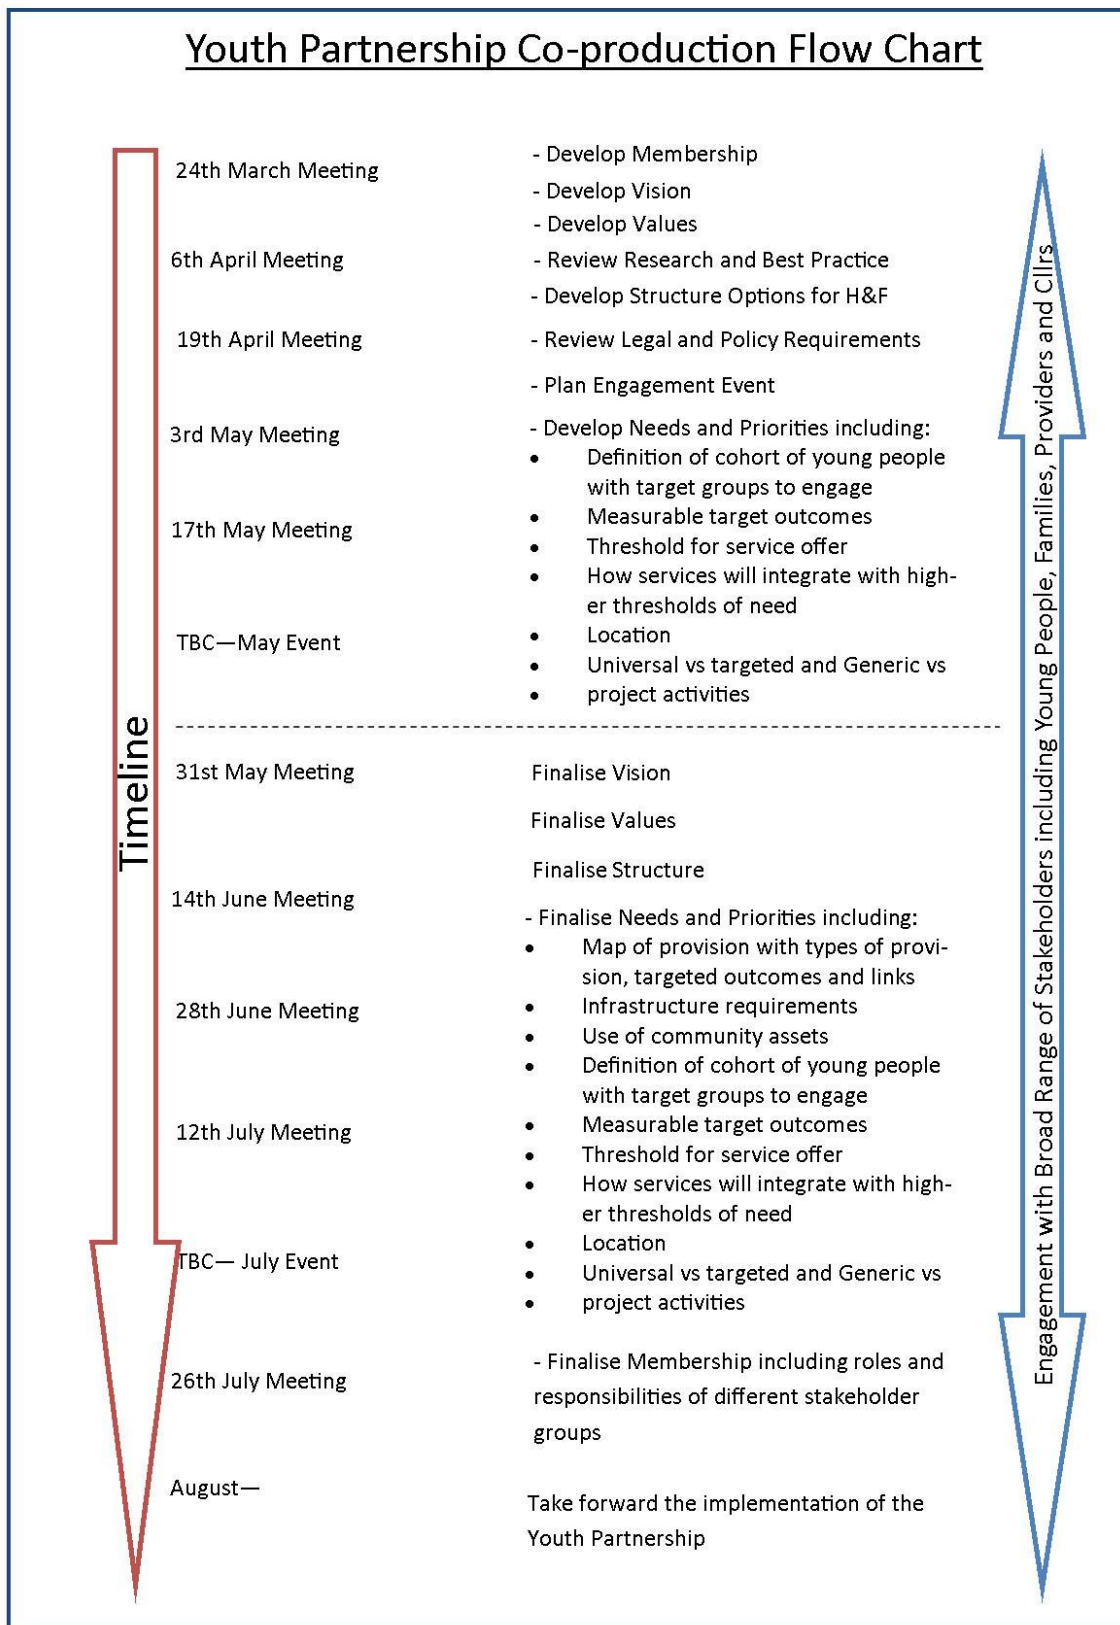 Youth Partnership Co-production Flow Chart
Timeline
24th March Meeting
- Develop Membership
- Develop Vision
- Develop Values
6th April Meeting
- Review Research and Best Practice
- Develop Structure Options for H&F
19th April Meeting
- Review Legal and Policy Requirements
- Plan Engagement Event
3rd May Meeting
- Develop Needs and Priorities including:
• Definition of cohort of young people
with target groups to engage
17th May Meeting
• Measurable target outcomes
• Threshold for service offer
• How services will integrate with high-
er thresholds of need
TBC—May Event
• Location
• Universal vs targeted and Generic vs
• project activities
31st May Meeting
Finalise Vision
Finalise Values
Finalise Structure
14th June Meeting
- Finalise Needs and Priorities including:
• Map of provision with types of provi-
sion, targeted outcomes and links
28th June Meeting
• Infrastructure requirements
• Use of community assets
• Definition of cohort of young people
with target groups to engage
12th July Meeting
• Measurable target outcomes
• Threshold for service offer
• How services will integrate with high-
er thresholds of need
TBC— July Event
• Location
• Universal vs targeted and Generic vs
• project activities
26th July Meeting
- Finalise Membership including roles and
responsibilities of different stakeholder
groups
August—
Take forward the implementation of the
Youth Partnership
Engagement with Broad Range of Stakeholders including Young People, Families, Providers and Cllrs